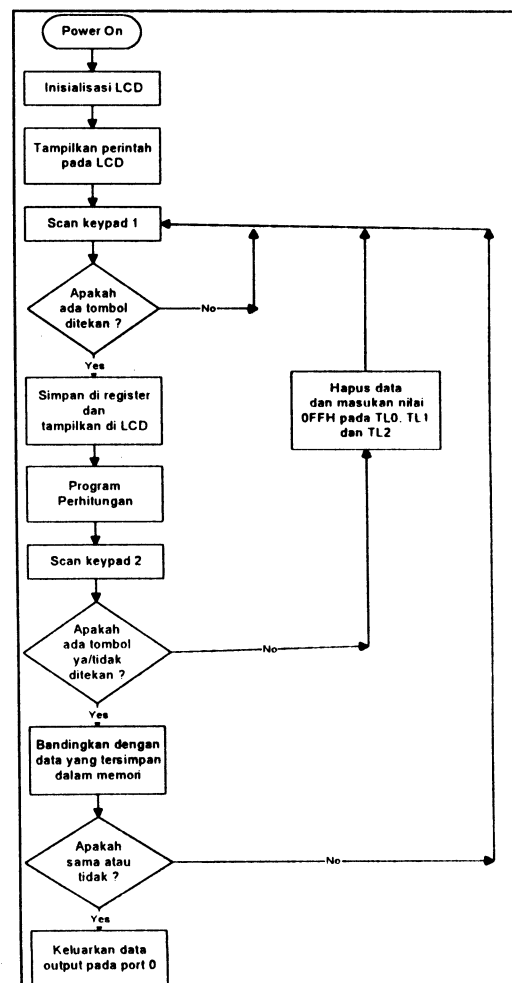 Power On
Inisialisasi LCD
Tampilkan perintah
pada LCD
Scan keypad 1
Apakah
ada tombol
ditekan ?
No
Yes
Simpan di register
dan
tampilkan di LCD
Hapus data
dan masukan nilai
0FFH pada TL0. TL1
dan TL2
Program
Perhitungan
Scan keypad 2
Apakah
ada tombol
ya/tidak
ditekan ?
No
Yes
Bandingkan dengan
data yang tersimpan
dalam memori
Apakah
sama atau
tidak ?
No
Yes
Keluarkan data
output pada port 0